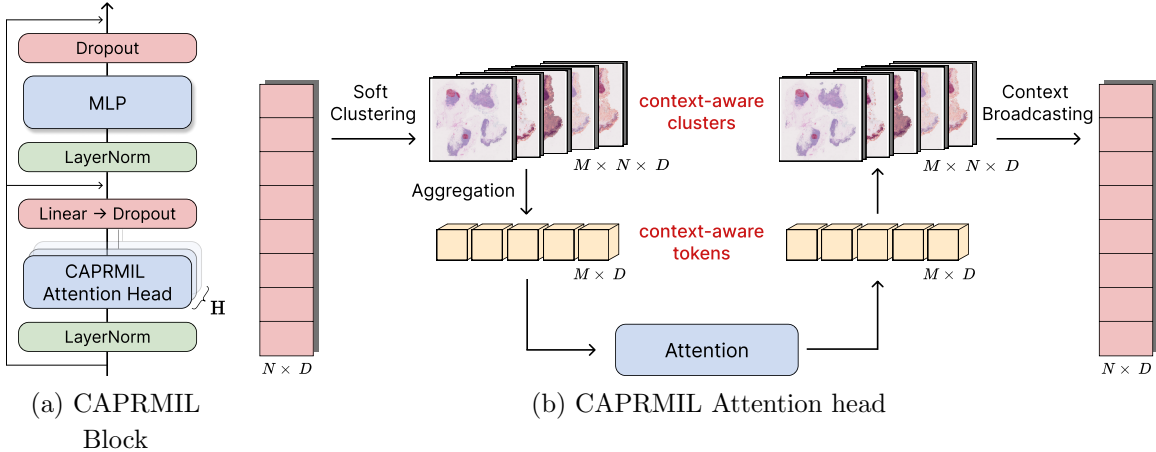 Dropout
MLP
LayerNorm
Linear → Dropout
CAPRMIL
Attention Head
H
LayerNorm
(a) CAPRMIL
Block
N × D
Soft
Clustering
context-aware
clusters
M × N × D
Aggregation
context-aware
tokens
M × D
Attention
M × D
M × N × D
Context
Broadcasting
N × D
(b) CAPRMIL Attention head